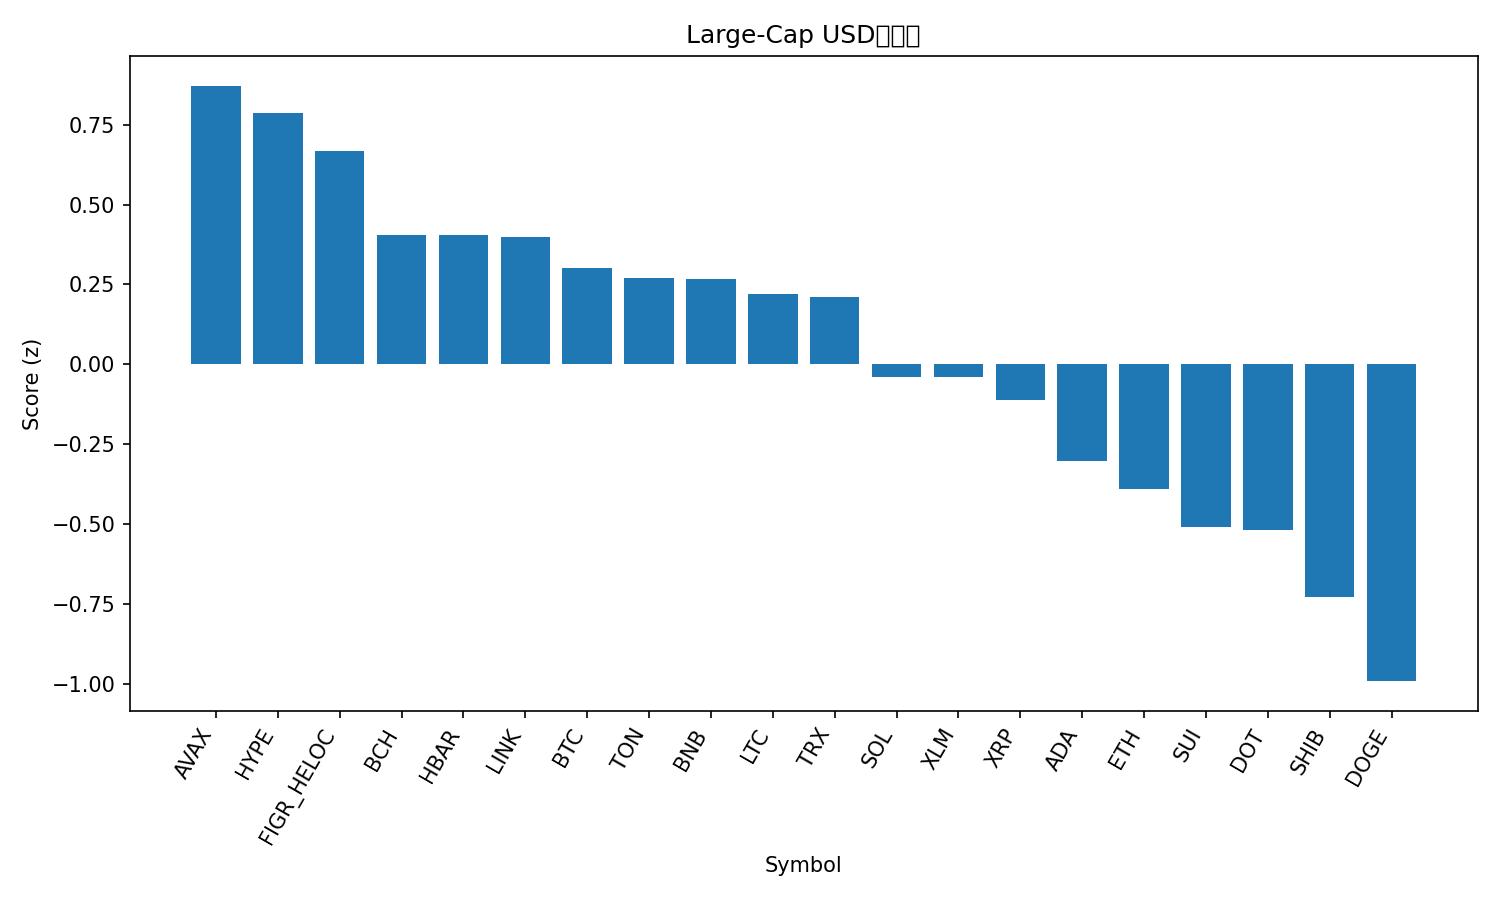 Large-Cap USD
Score (z)
0.75
0.50
0.25
0.00
−0.25
−0.50
−0.75
−1.00
AVAX
HYPE
FIGR_HELOC
BCH
HBAR
LINK
BTC
TON
BNB
LTC
TRX
SOL
XLM
XRP
ADA
ETH
SUI
DOT
SHIB
DOGE
Symbol